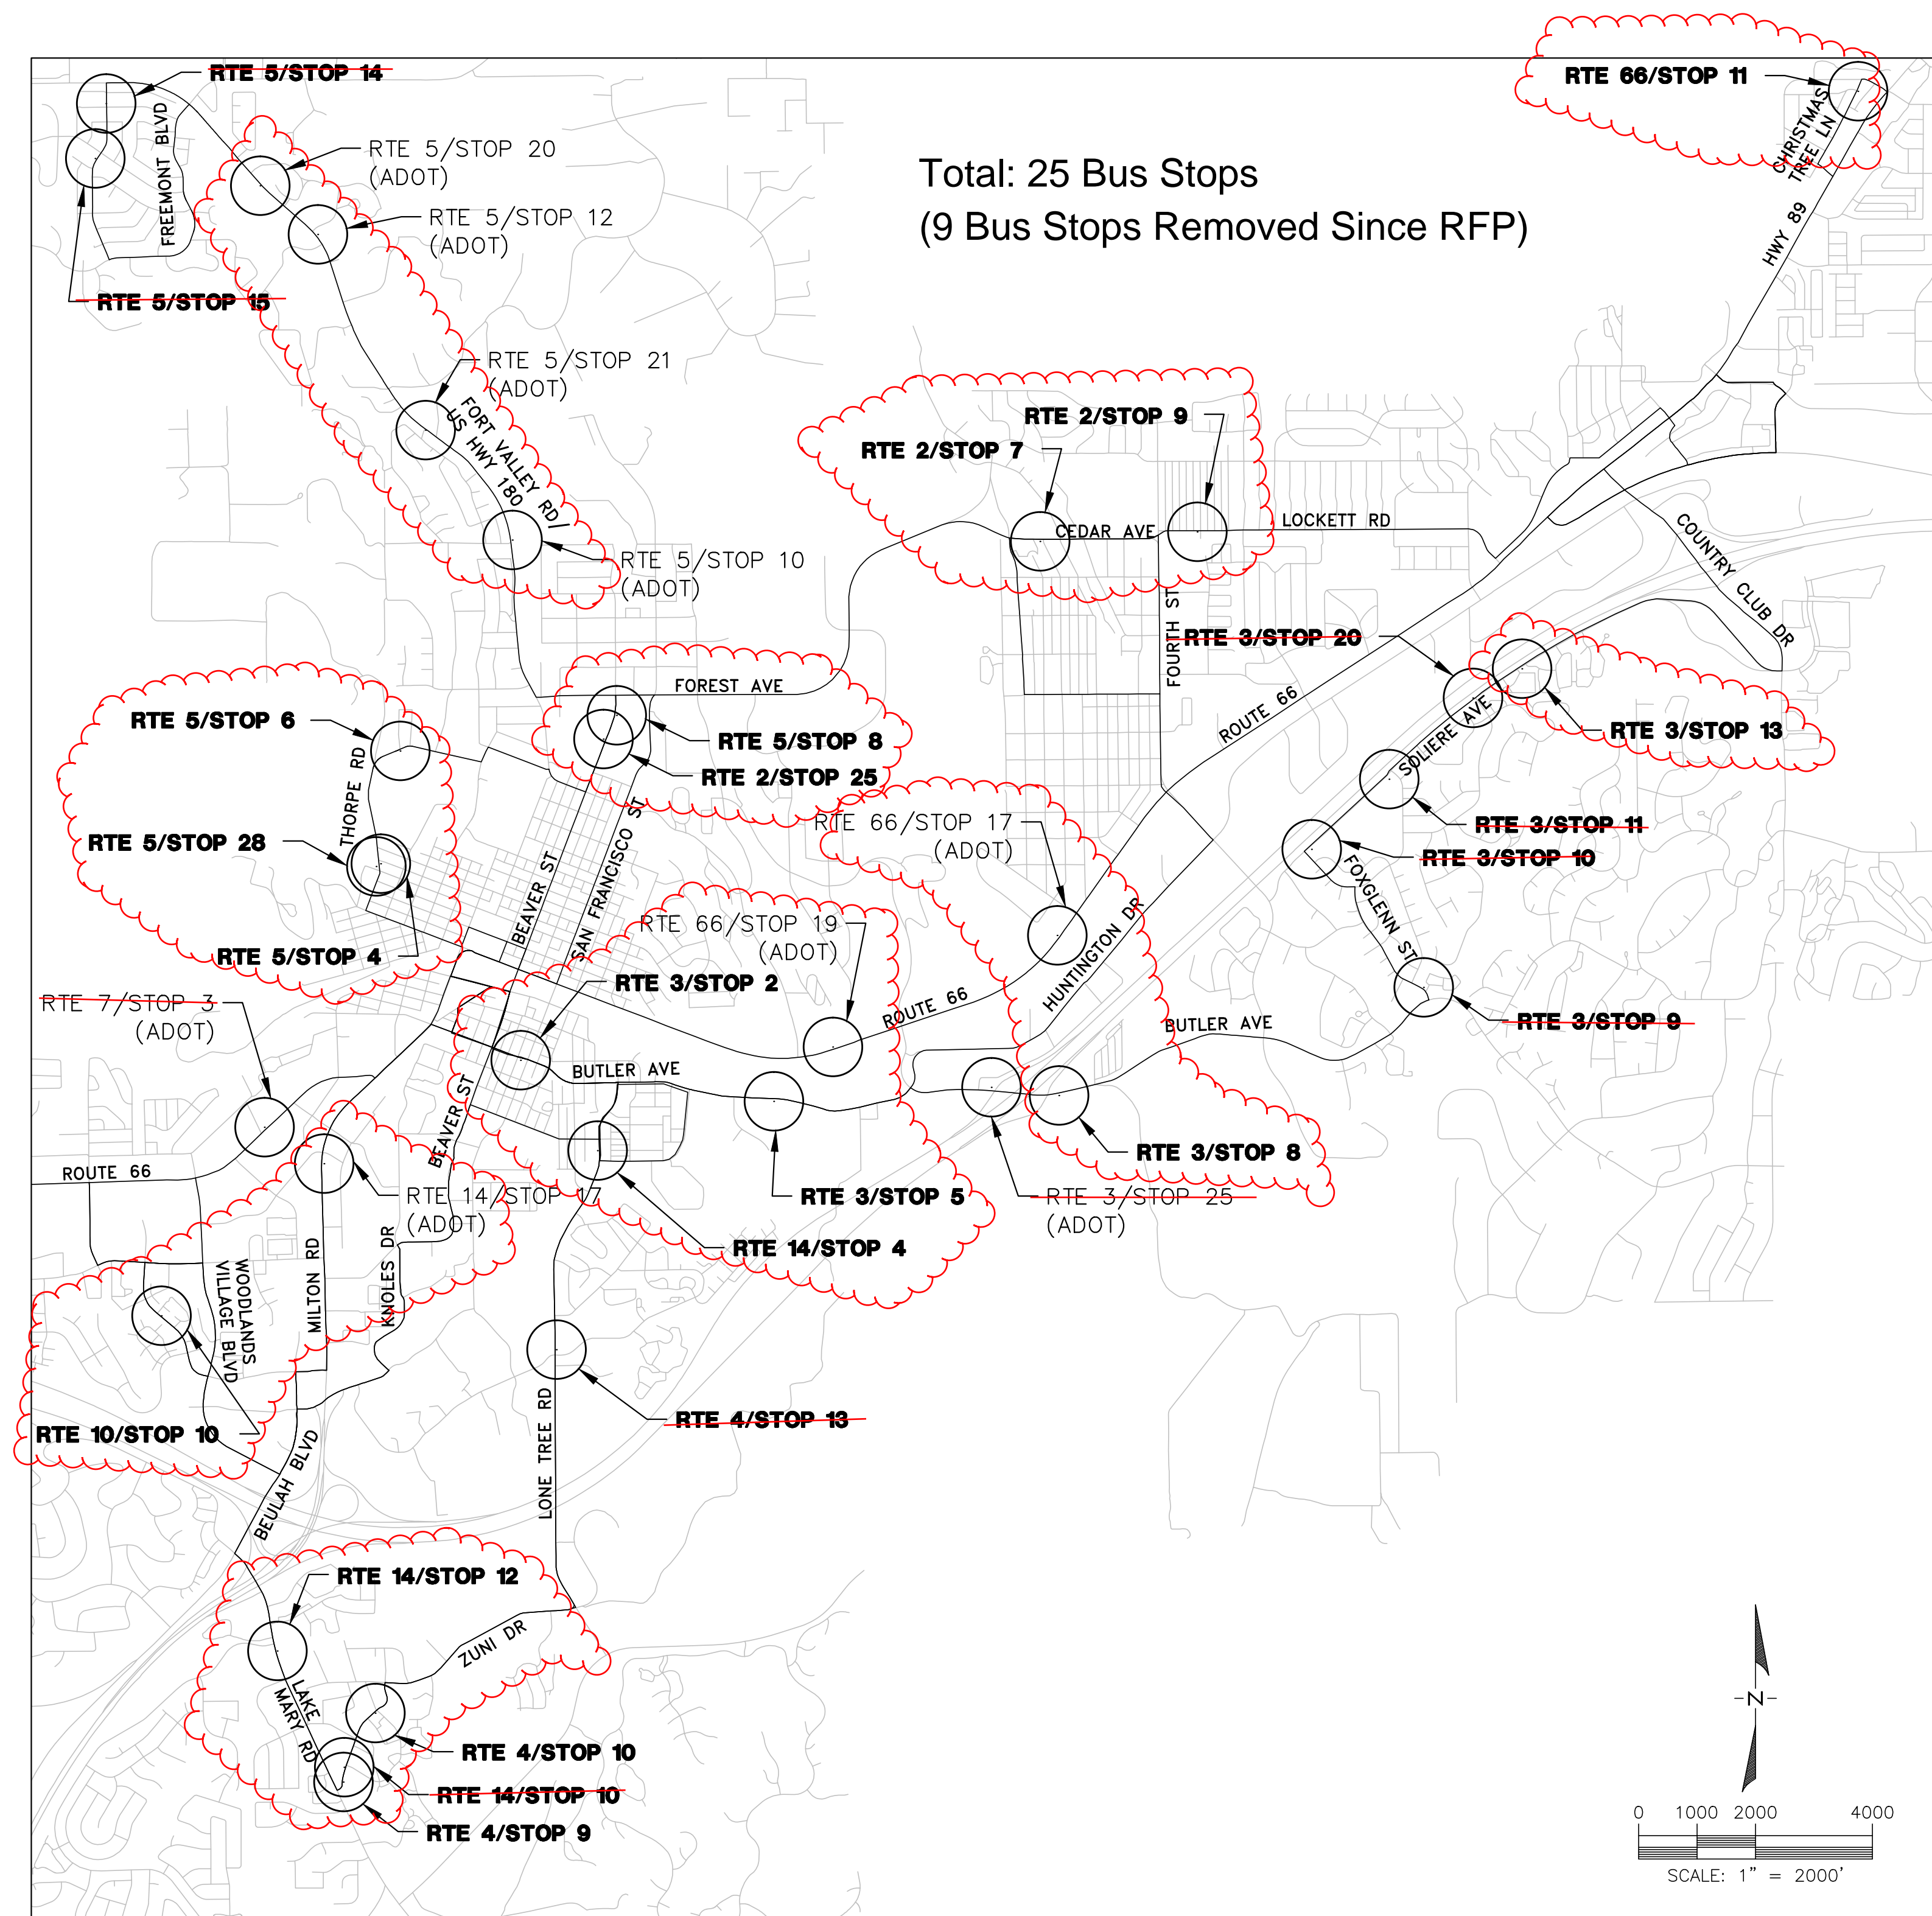 RTE 5/STOP 14
RTE 66/STOP 11
CHRISTMAS
TREE LN
HWY 89
FREEMONT BLVD
RTE 5/STOP 20
(ADOT)
Total: 25 Bus Stops
(9 Bus Stops Removed Since RFP)
RTE 5/STOP 12
(ADOT)
RTE 5/STOP 15
RTE 5/STOP 21
(ADOT)
FORT VALLEY RD/
US HWY 180
RTE 2/STOP 9
RTE 2/STOP 7
CEDAR AVE
LOCKETT RD
COUNTRY CLUB DR
RTE 5/STOP 10
(ADOT)
FOURTH ST
RTE 3/STOP 20
FOREST AVE
ROUTE 66
SOLIERE AVE
RTE 5/STOP 6
RTE 5/STOP 8
RTE 3/STOP 13
RTE 2/STOP 25
THORPE RD
RTE 5/STOP 28
BEAVER ST
SAN FRANCISCO ST
RTE 66/STOP 17
(ADOT)
RTE 3/STOP 11
RTE 3/STOP 10
FOXGLENN ST
RTE 66/STOP 19
(ADOT)
RTE 5/STOP 4
RTE 3/STOP 2
HUNTINGTON DR
ROUTE 66
RTE 7/STOP 3
(ADOT)
BUTLER AVE
RTE 3/STOP 9
BUTLER AVE
BEAVER ST
RTE 3/STOP 8
ROUTE 66
RTE 14/STOP 17
(ADOT)
RTE 3/STOP 5
RTE 3/STOP 25
(ADOT)
RTE 14/STOP 4
WOODLANDS
VILLAGE BLVD
MILTON RD
KNOLES DR
RTE 4/STOP 13
RTE 10/STOP 10
LONE TREE RD
BEULAH BLVD
RTE 14/STOP 12
ZUNI DR
LAKE
MARY RD
RTE 4/STOP 10
RTE 14/STOP 10
RTE 4/STOP 9
N
0 1000 2000 4000
SCALE: 1" = 2000'